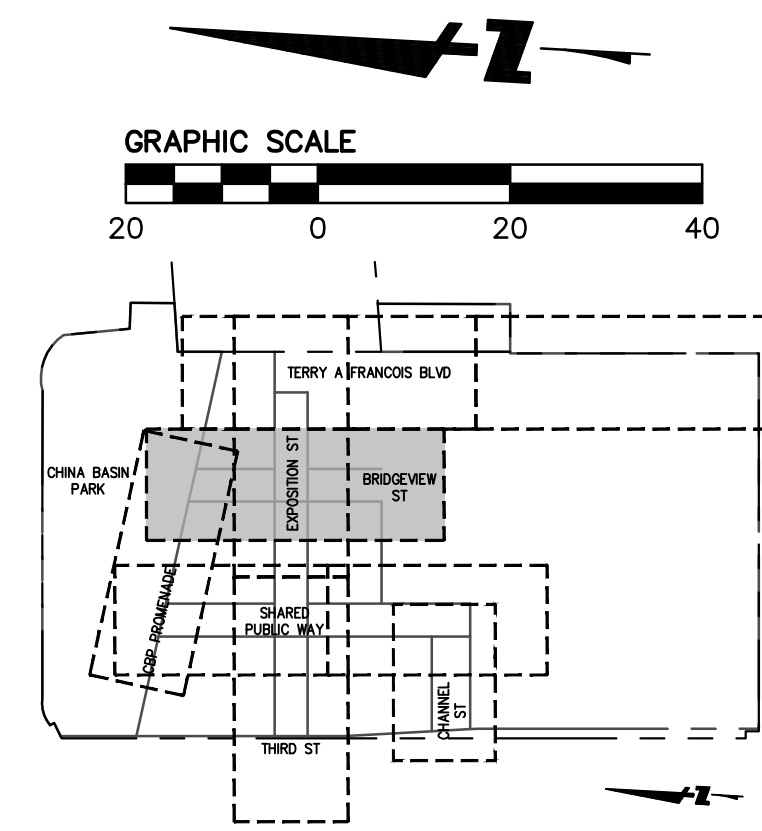 Z
GRAPHIC SCALE
20 0 20 40
TERRY A FRANCOIS BLVD
CHINA BASIN
PARK
EXPOSITION ST
BRIDGEVIEW
ST
CBP PROMENADE
SHARED
PUBLIC WAY
CHANNEL
ST
THIRD ST
Z